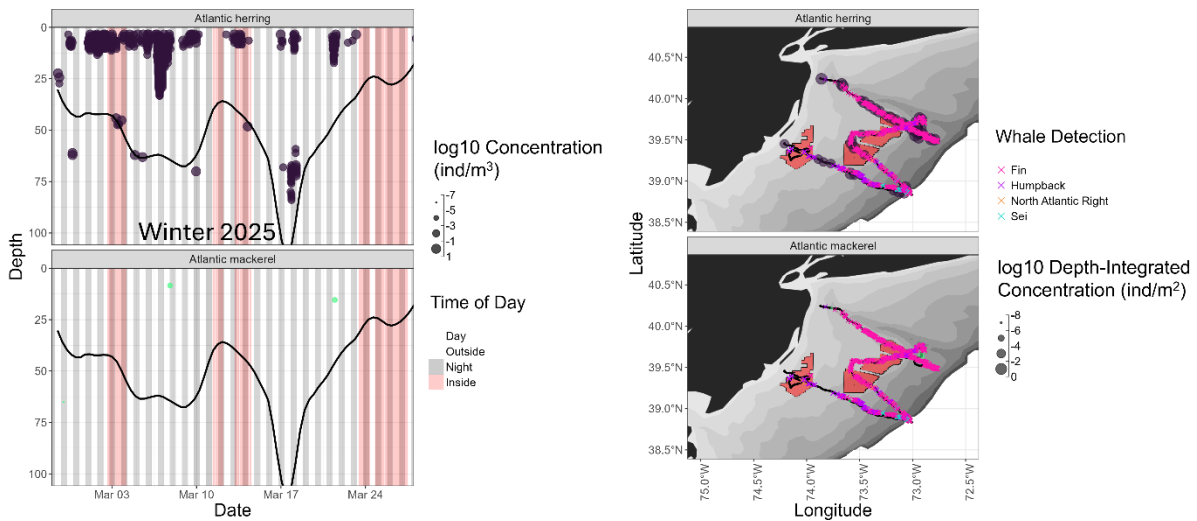 Atlantic herring
0
25
50
75
100
Winter 2025
Atlantic mackerel
0
25
50
75
100
Depth
Mar 03
Mar 10
Mar 17
Mar 24
Date
log10 Concentration
(ind/m³)
-7
-5
-3
-1
1
Time of Day
Day
Outside
Night
Inside
Atlantic herring
40.5°N
40.0°N
39.5°N
39.0°N
38.5°N
Atlantic mackerel
40.5°N
40.0°N
39.5°N
39.0°N
38.5°N
Latitude
75.0°W
74.5°W
74.0°W
73.5°W
73.0°W
72.5°W
Longitude
Whale Detection
Fin
Humpback
North Atlantic Right
Sei
log10 Depth-Integrated
Concentration (ind/m²)
-8
-6
-4
-2
0